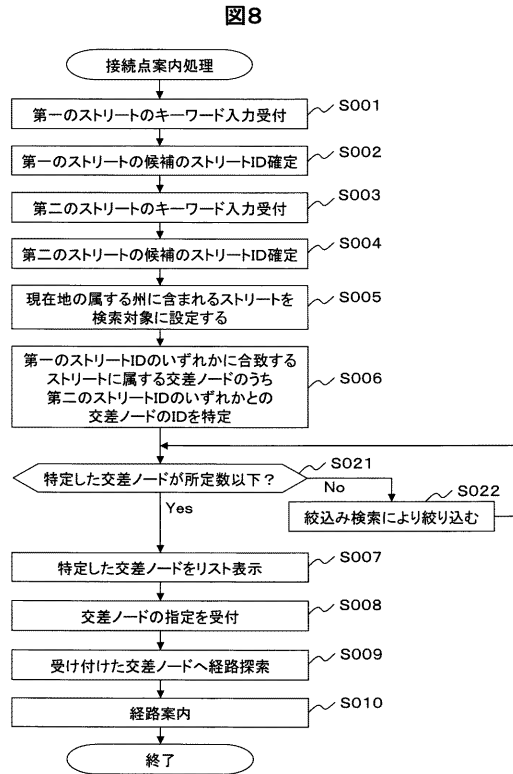 図8
接続点案内処理
第一のストリートのキーワード入力受付
S001
第一のストリートの候補のストリートID確定
S002
第二のストリートのキーワード入力受付
S003
第二のストリートの候補のストリートID確定
S004
現在地の属する州に含まれるストリートを
検索対象に設定する
S005
第一のストリートIDのいずれかに合致する
ストリートに属する交差ノードのうち
第二のストリートIDのいずれかとの
交差ノードのIDを特定
S006
特定した交差ノードが所定数以下？
S021
No
Yes
S022
絞込み検索により絞り込む
特定した交差ノードをリスト表示
S007
交差ノードの指定を受付
S008
受け付けた交差ノードへ経路探索
S009
経路案内
S010
終了